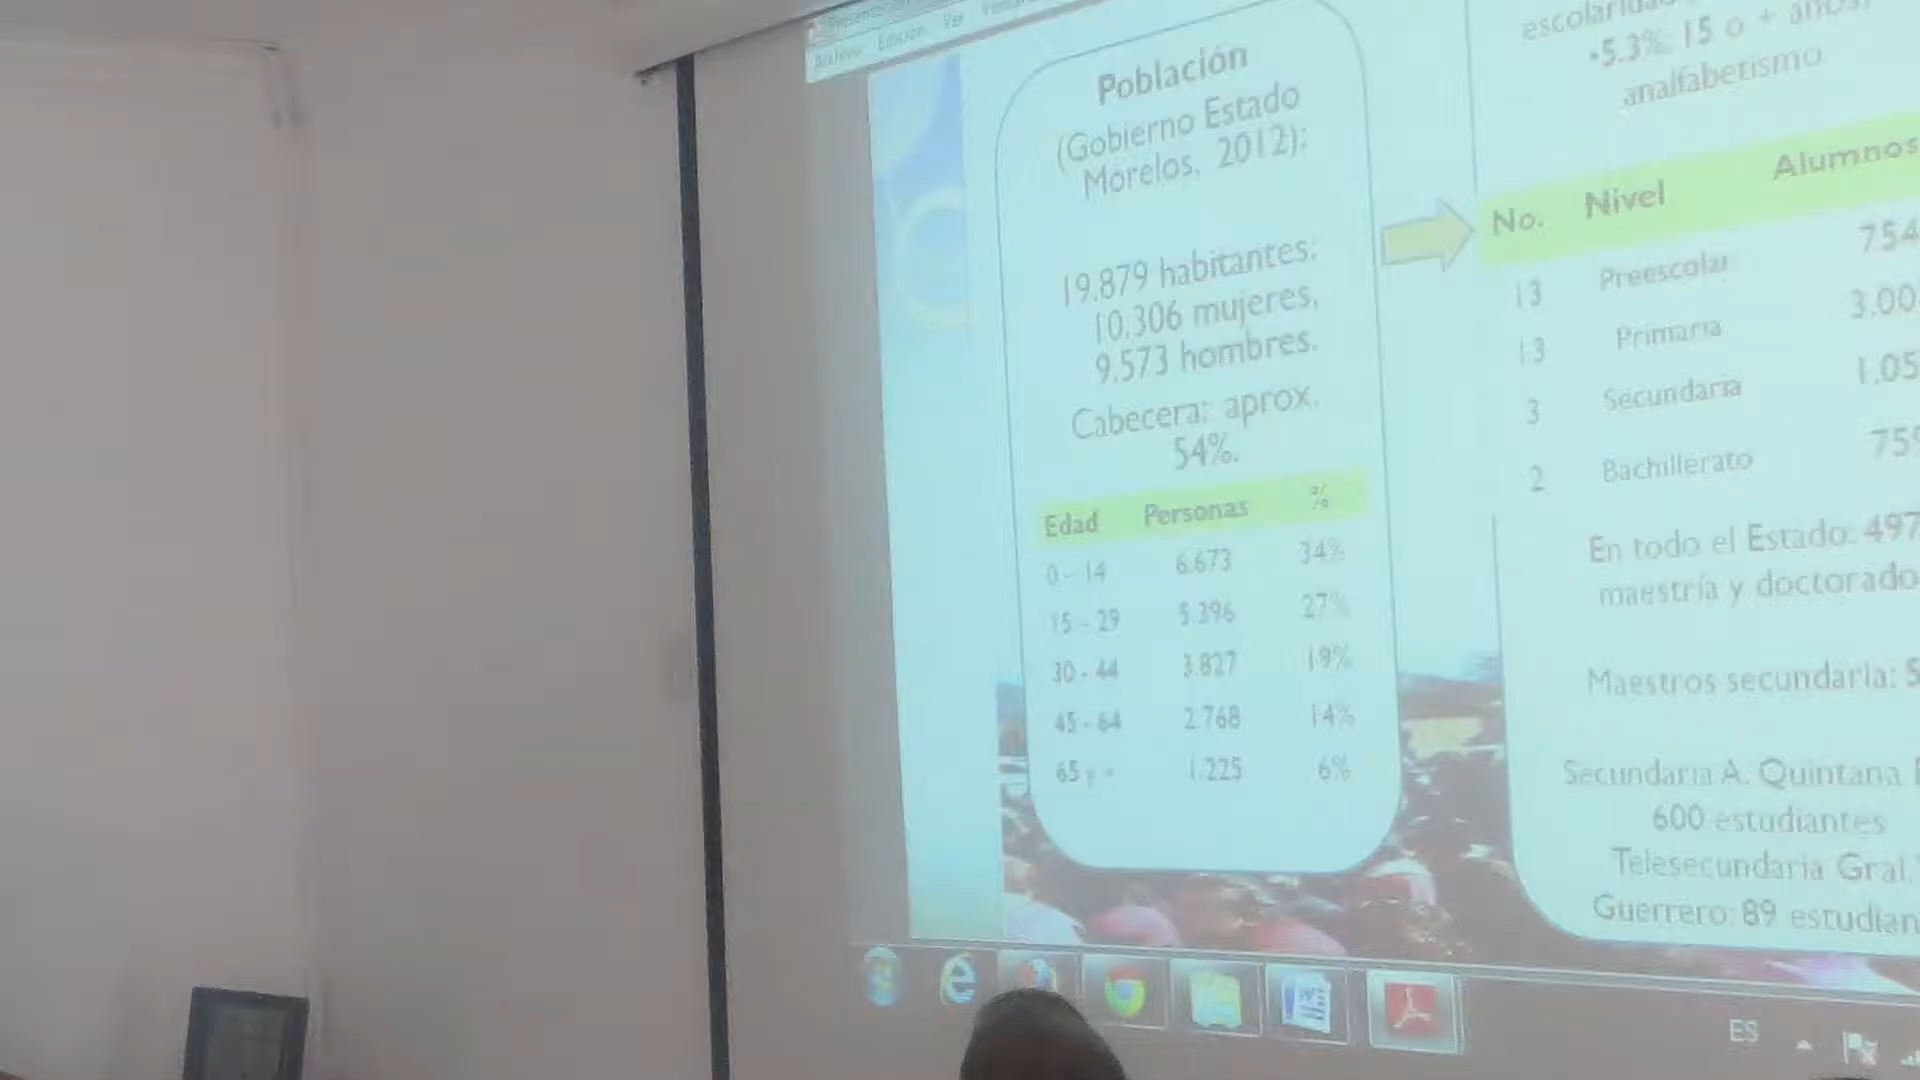 Edición Ver
Población
(Gobierno Estado
Morelos, 2012):
19.879 habitantes:
10.306 mujeres,
9.573 hombres.
Cabecera: aprox.
54%.
Edad Personas %
0 - 14 6.673 34%
15 - 29 5.396 27%
30 - 44 3.827 19%
45 - 64 2.768 14%
65 y + 1.225 6%
•5.3% 15 o +
analfabetismo.
No. Nivel Alumnos
13 Preescolar 754
13 Primaria 3.00
3 Secundaria 1.05
2 Bachillerato 75
En todo el Estado: 497
maestría y doctorado
Maestros secundaria: 5
Secundaria A. Quintana
600 estudiantes
Telesecundaria Gral.
Guerrero: 89 estudian
ES